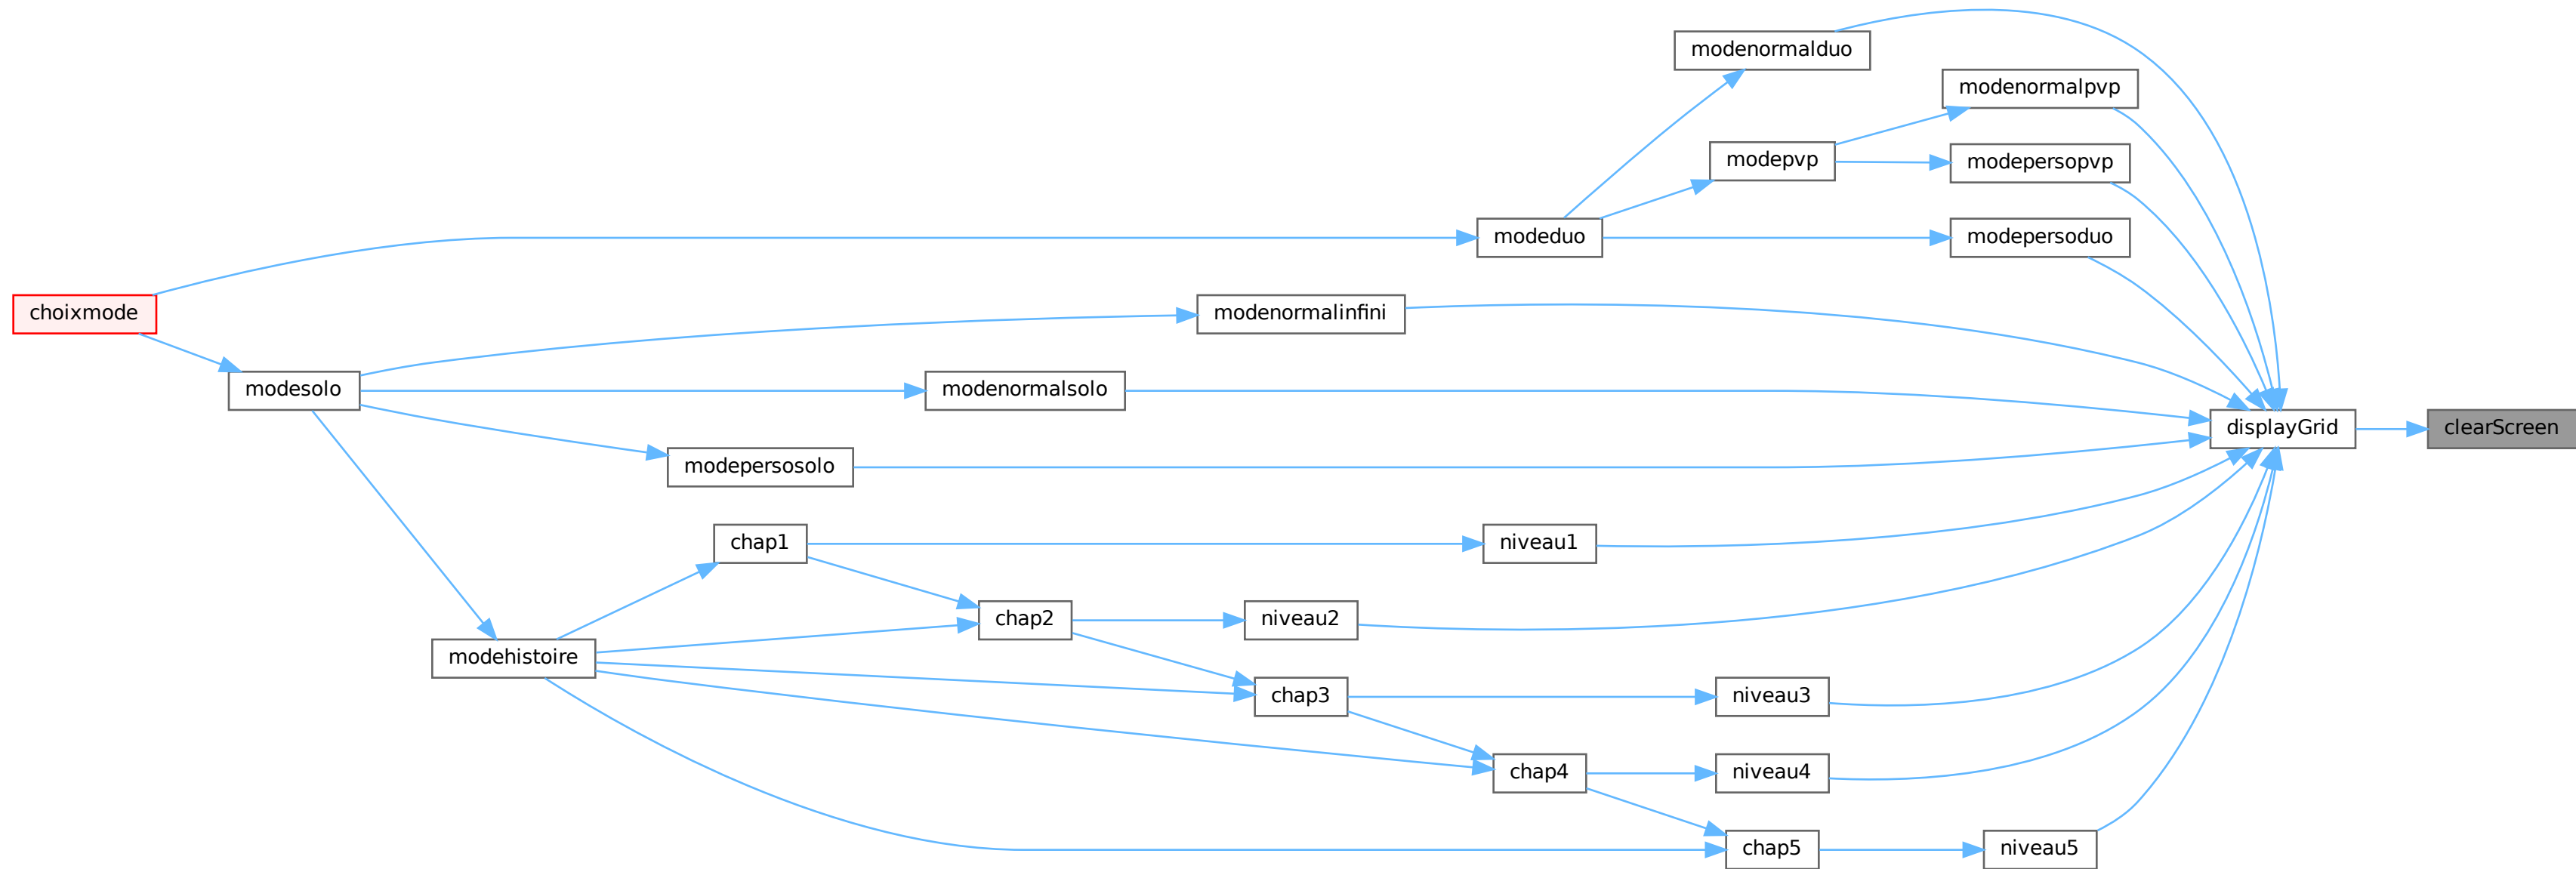 modenormalduo
modenormalpvp
modepvp
modepersopvp
modeduo
modepersoduo
choixmode
modenormalinfini
modesolo
modenormalsolo
displayGrid
clearScreen
modepersosolo
chap1
niveau1
chap2
niveau2
modehistoire
chap3
niveau3
chap4
niveau4
chap5
niveau5